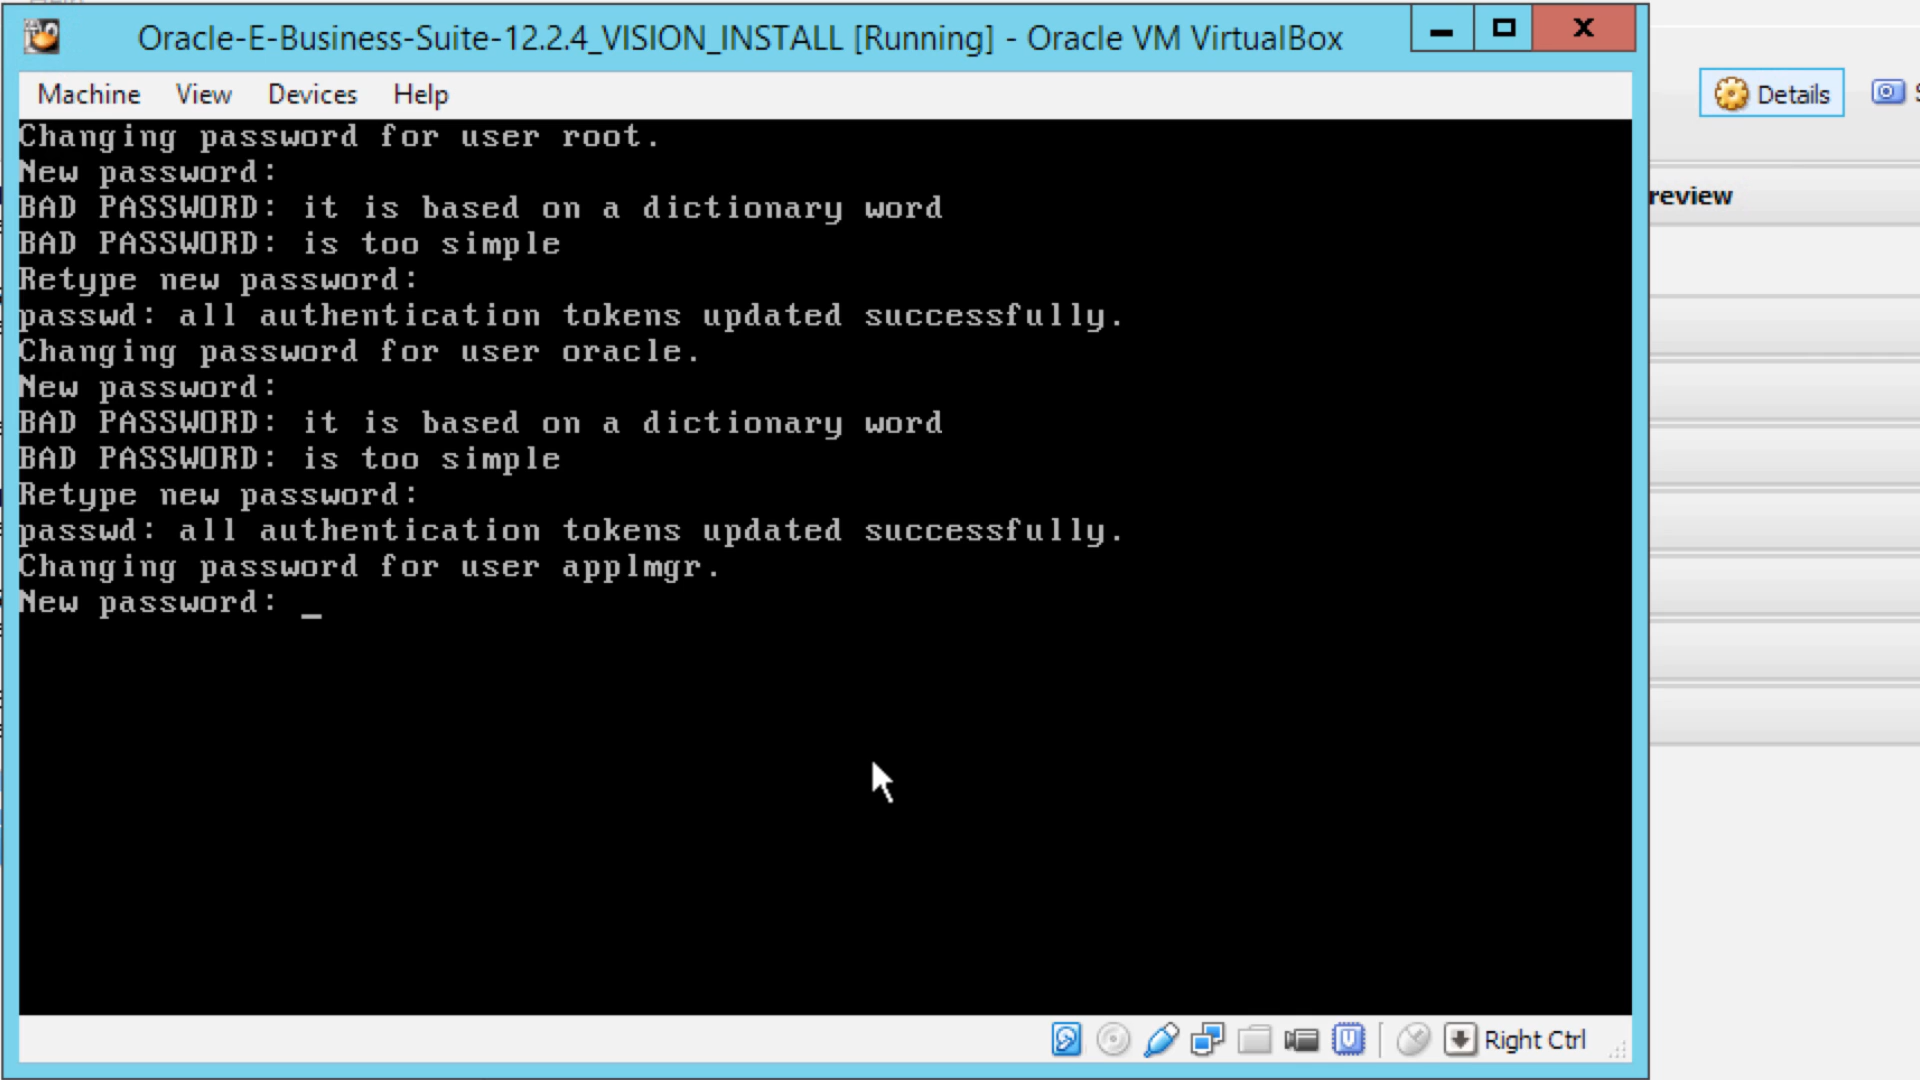 Oracle-E-Business-Suite-12.2.4_VISION_INSTALL [Running] - Oracle VM VirtualBox
Machine View Devices Help
Details
review
Changing password for user root.
New password:
BAD PASSWORD: it is based on a dictionary word
BAD PASSWORD: is too simple
Retype new password:
passwd: all authentication tokens updated successfully.
Changing password for user oracle.
New password:
BAD PASSWORD: it is based on a dictionary word
BAD PASSWORD: is too simple
Retype new password:
passwd: all authentication tokens updated successfully.
Changing password for user applmgr.
New password: _
Right Ctrl